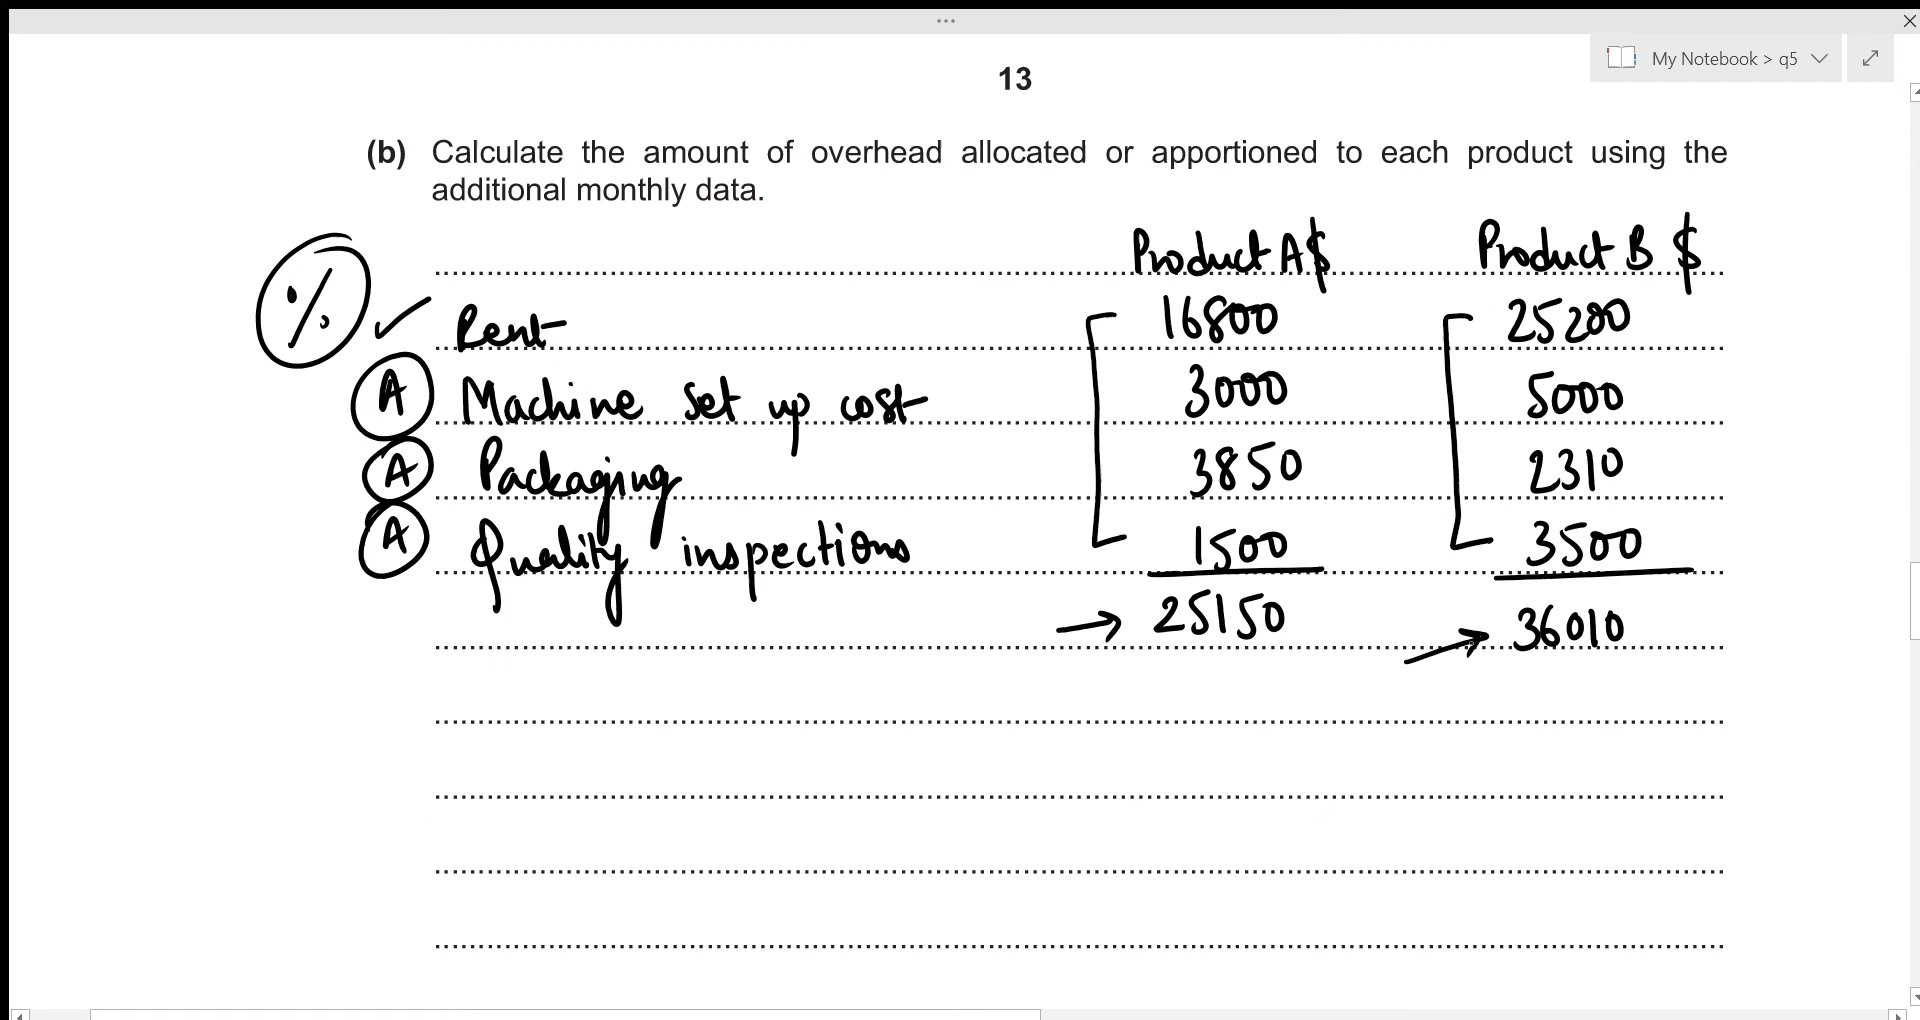 ...
My Notebook > q5
13
(b) Calculate the amount of overhead allocated or apportioned to each product using the
additional monthly data.
Product A $ Product B $
%
✓ Rent 16800 25200
A Machine set up cost 3000 5000
A Packaging 3850 2310
A Quality inspections 1500 3500
→ 25150 → 36010